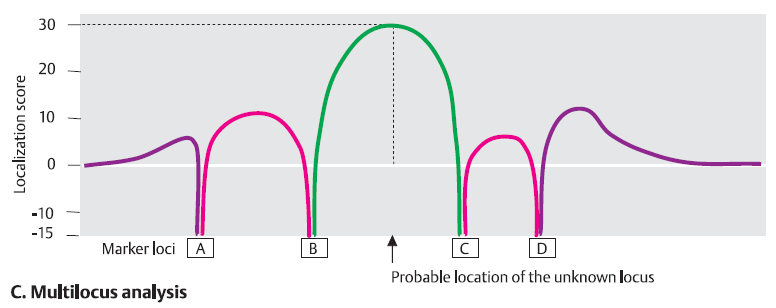 30
20
10
0
-10
-15
Localization score
Marker loci A B C D
Probable location of the unknown locus
C. Multilocus analysis